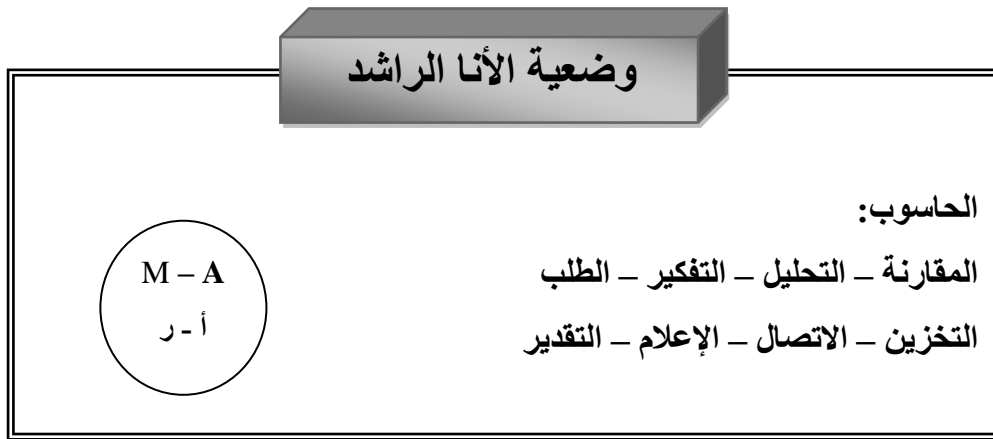 وضعية الأنا الراشد
الحاسوب:
المقارنة – التحليل – التفكير – الطلب
التخزين – الاتصال – الإعلام – التقدير
M – A
أ - ر